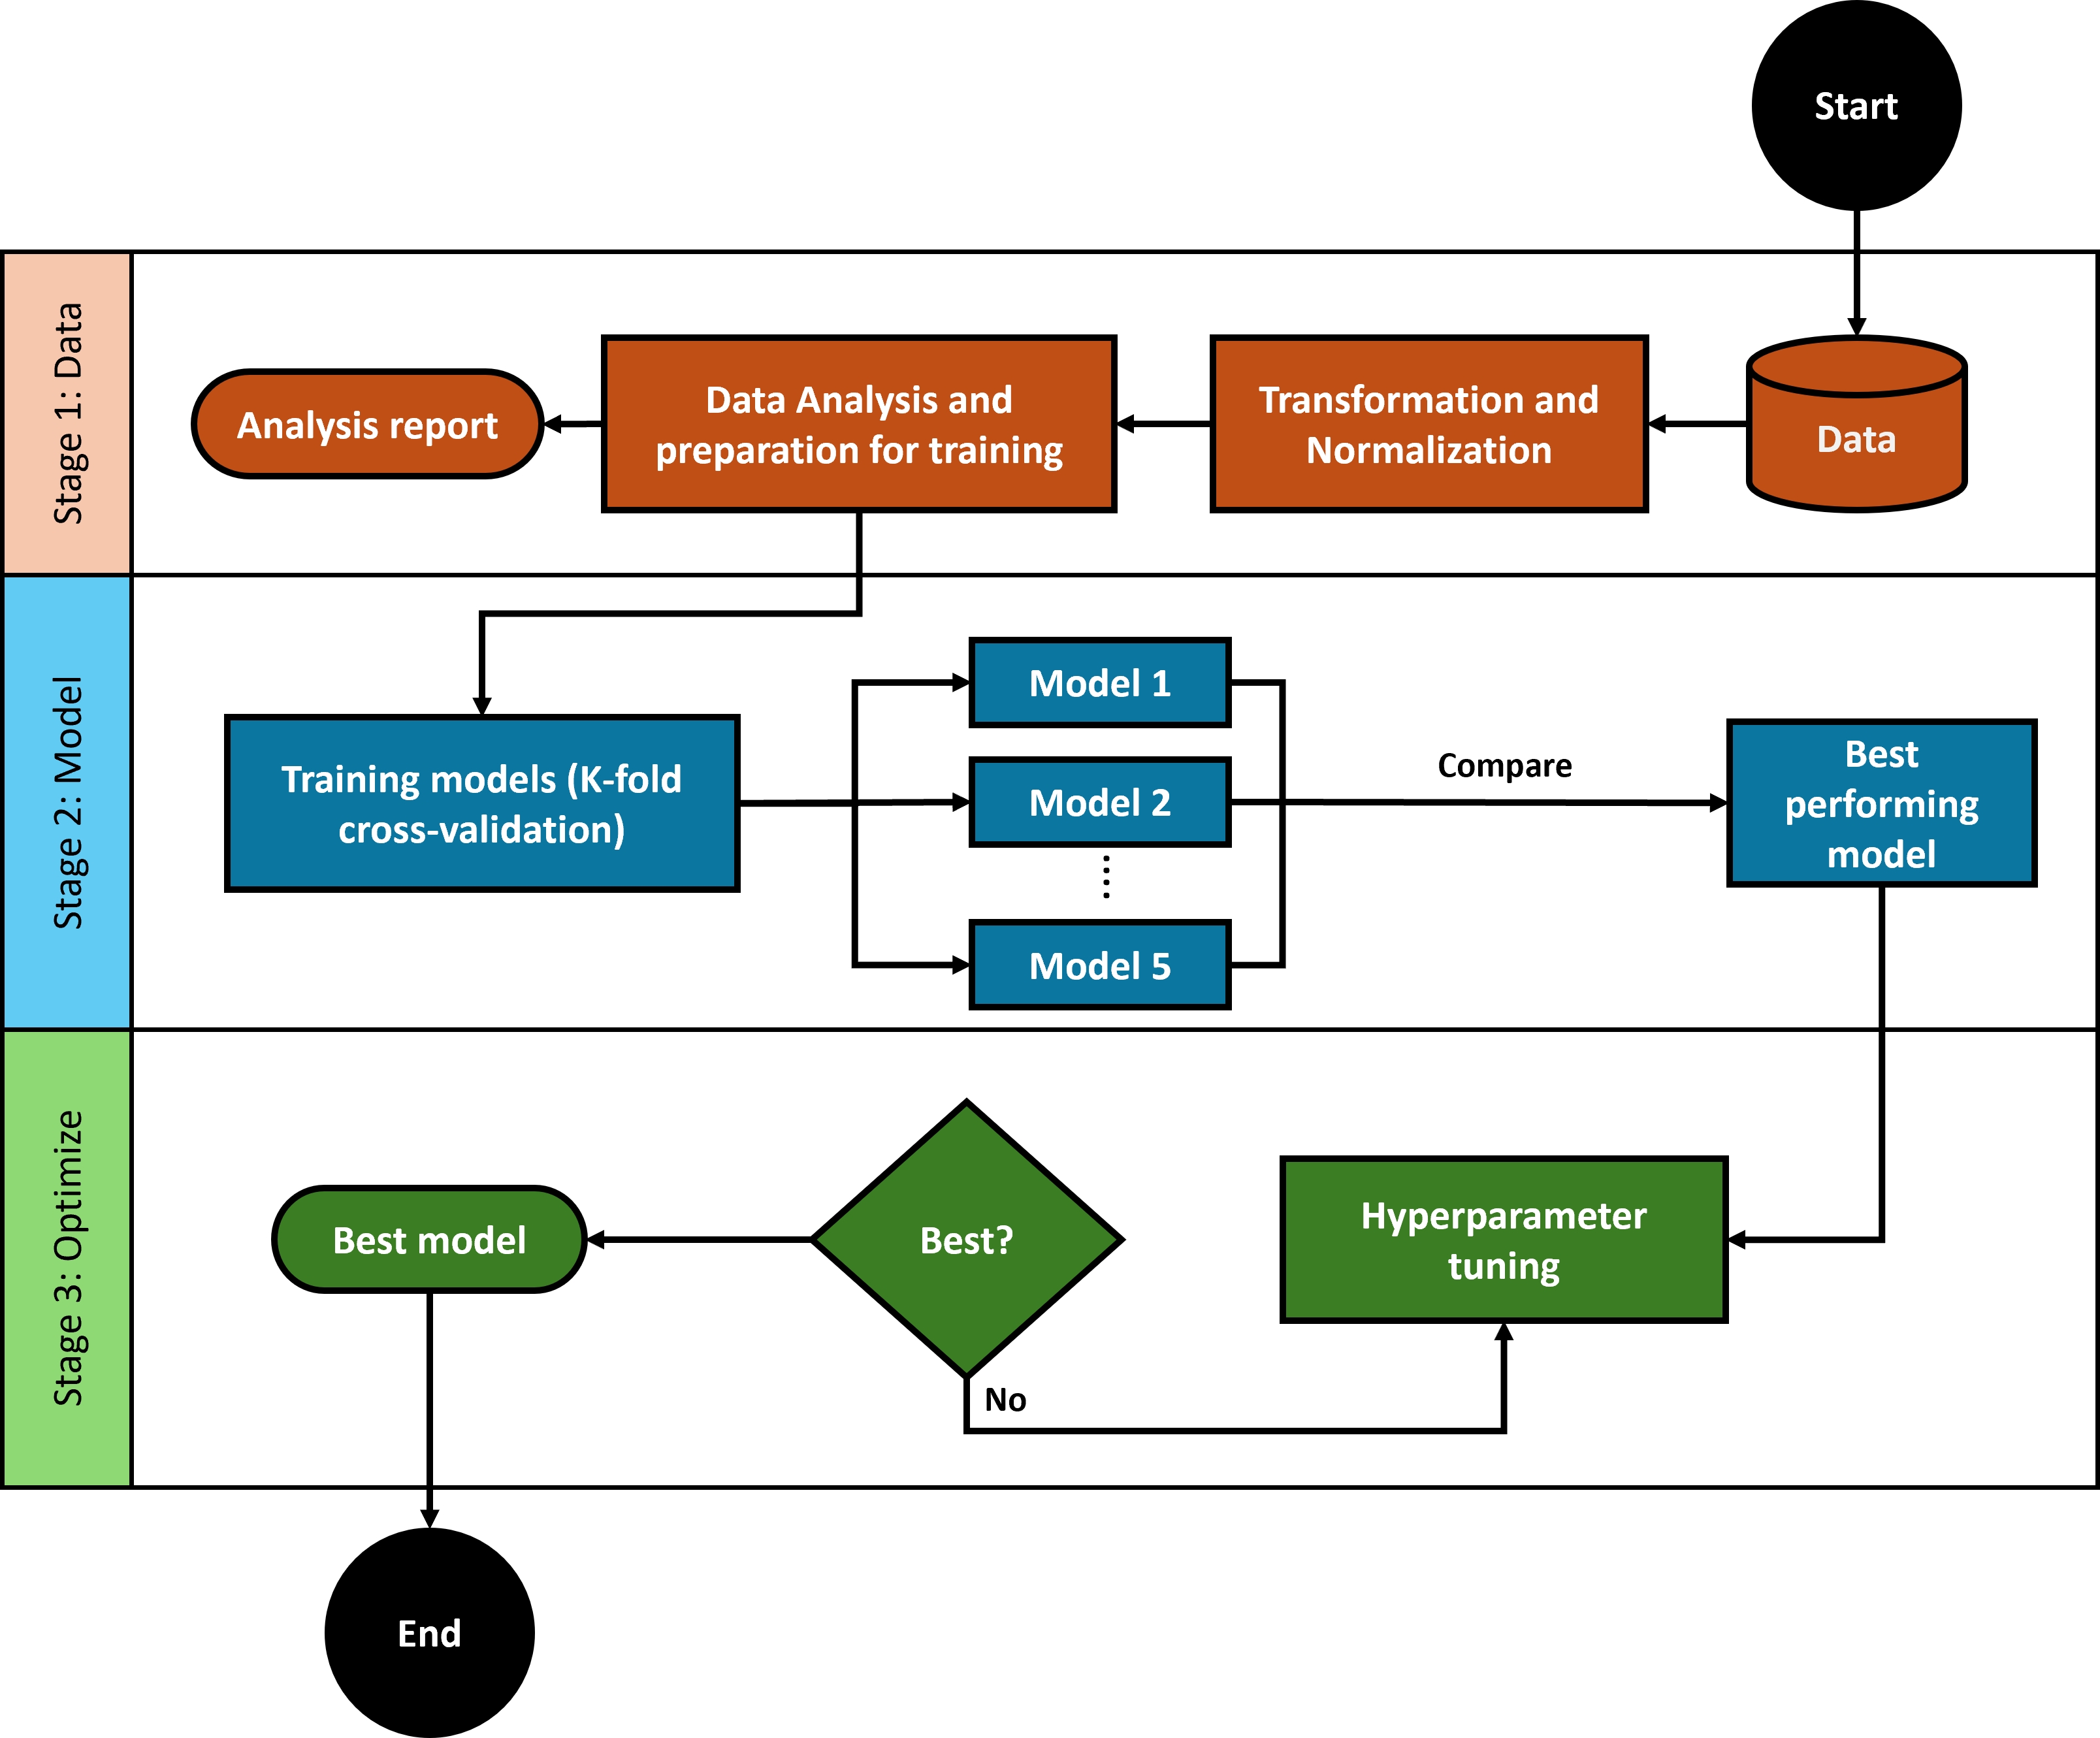 Start
Stage 1: Data
Analysis report
Data Analysis and
preparation for training
Transformation and
Normalization
Data
Stage 2: Model
Training models (K-fold
cross-validation)
Model 1
Model 2
Model 5
Compare
Best
performing
model
Stage 3: Optimize
Best model
Best?
No
Hyperparameter
tuning
End